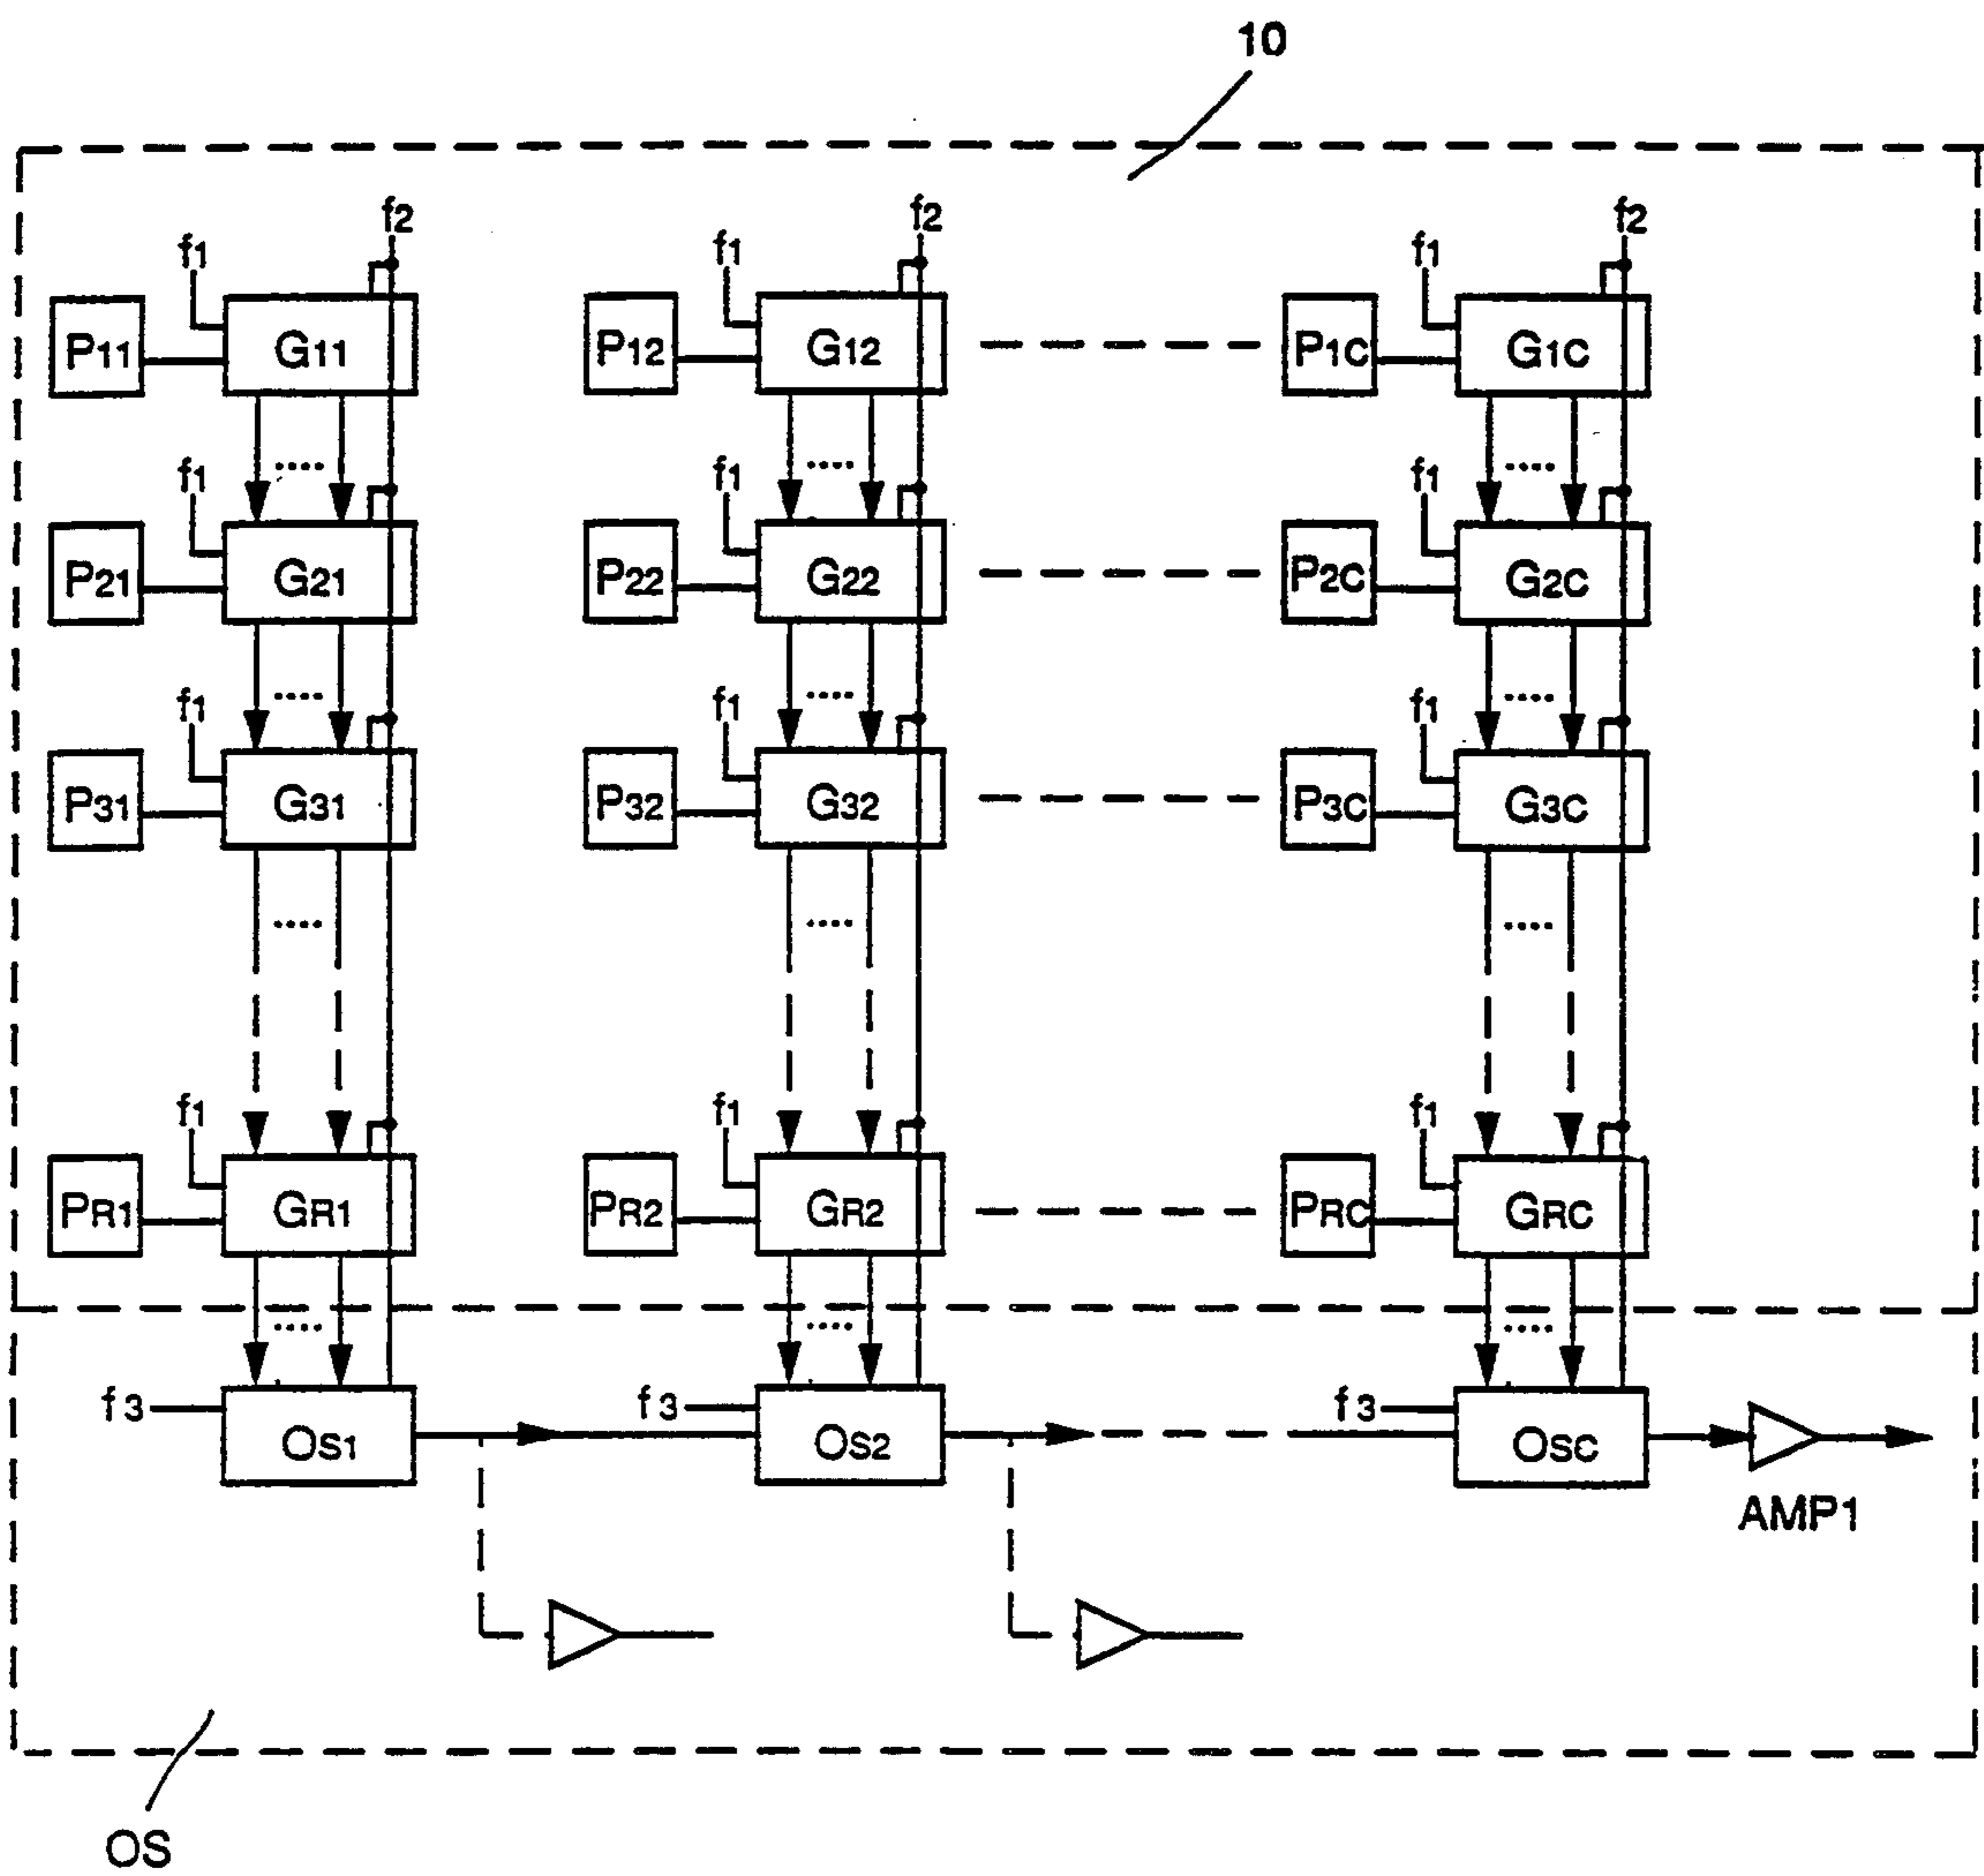 10
f2 f2 f2
f1 f1 f1
P11 G11 P12 G12 P1C G1C
....  ....  ....
f1 f1 f1
P21 G21 P22 G22 P2C G2C
....  ....  ....
f1 f1 f1
P31 G31 P32 G32 P3C G3C
....  ....  ....
f1 f1 f1
PR1 GR1 PR2 GR2 PRC GRC
....  ....  ....
f3 f3 f3
OS1 OS2 OSC
AMP1
OS